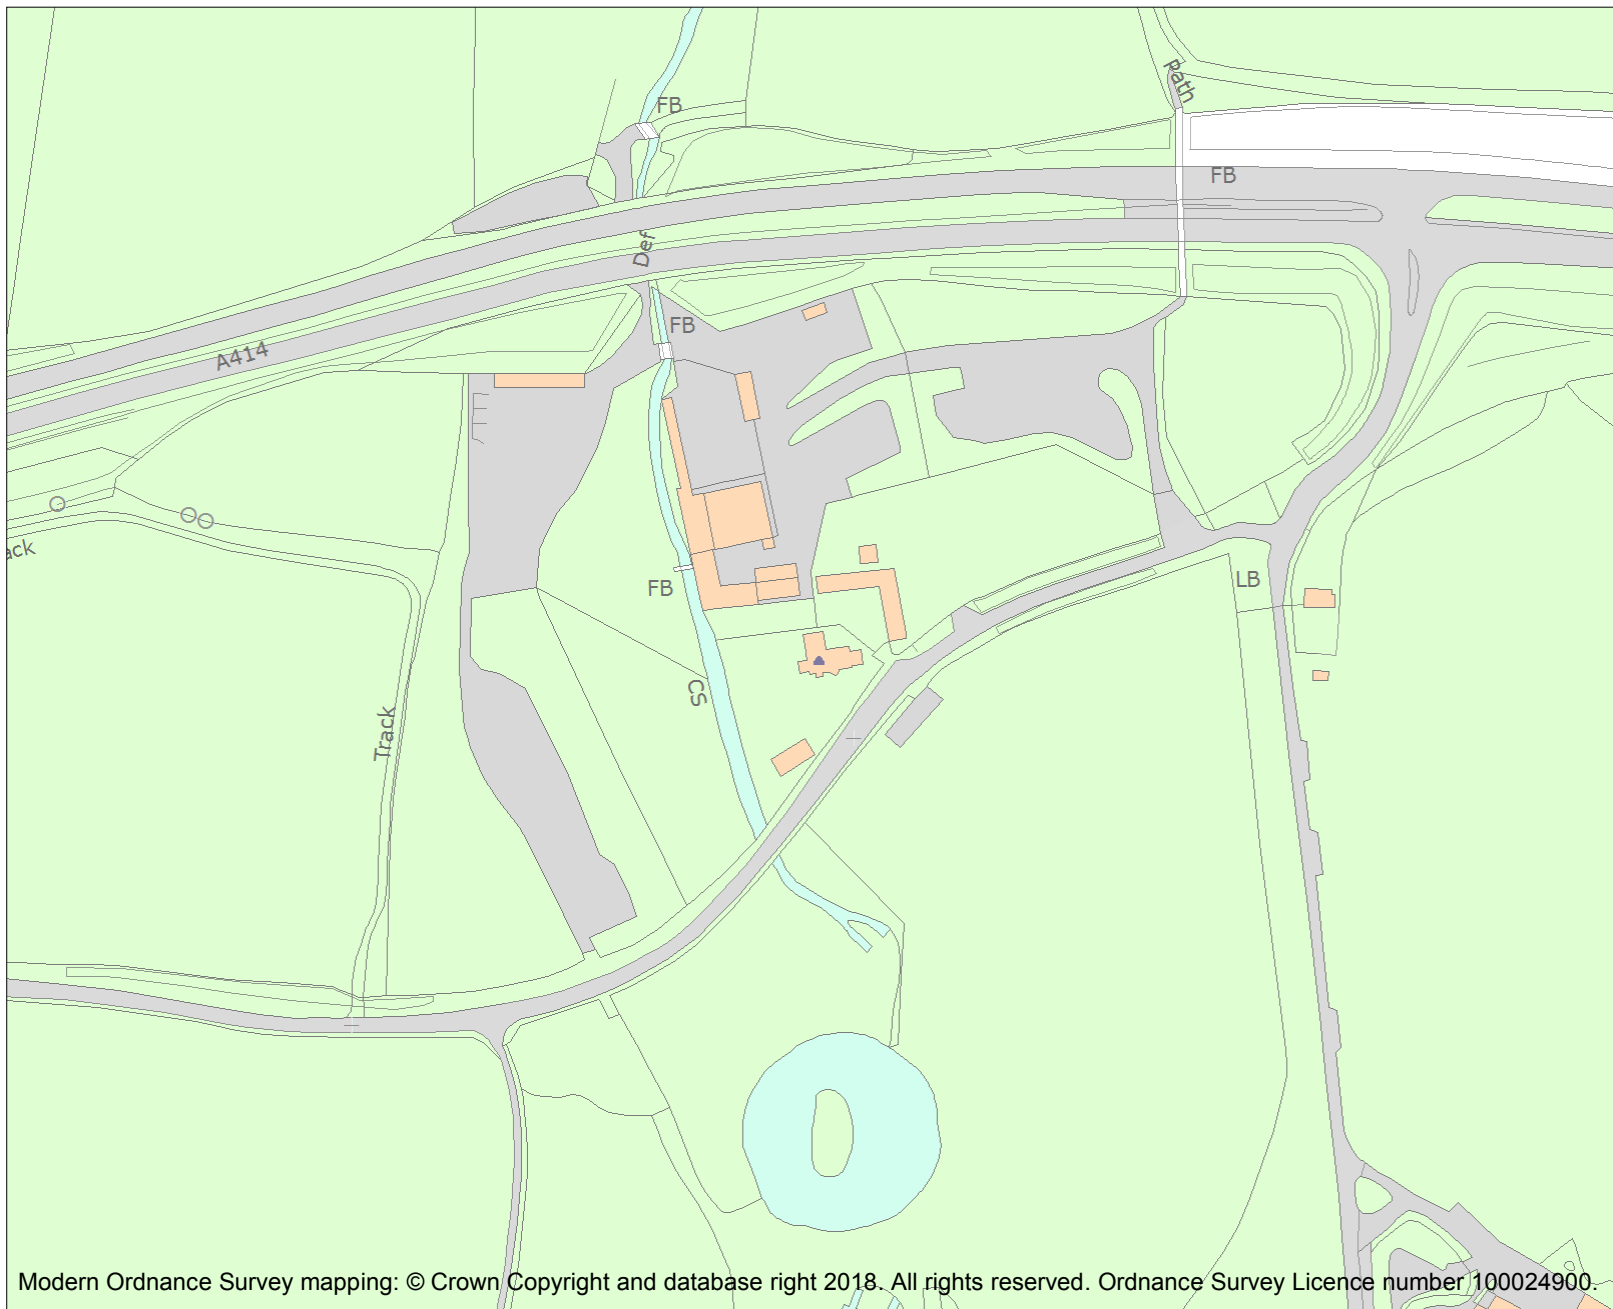 Path
FB
FB
Def
FB
A414
ack
FB
LB
CS
Track
Modern Ordnance Survey mapping: © Crown Copyright and database right 2018. All rights reserved. Ordnance Survey Licence number 100024900.